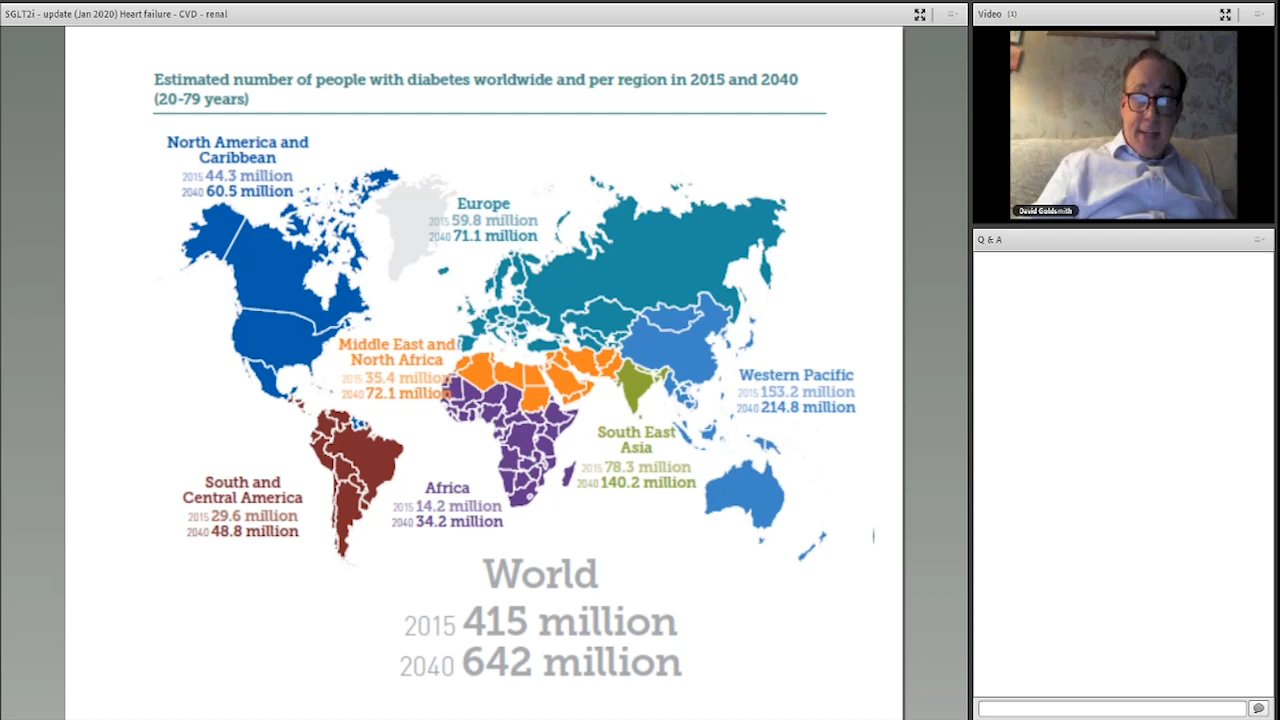 SGLT2i - update (Jan 2020) Heart failure - CVD - renal
Video (1)
Estimated number of people with diabetes worldwide and per region in 2015 and 2040
(20-79 years)
North America and
Caribbean
2015 44.3 million
2040 60.5 million
Europe
2015 59.8 million
2040 71.1 million
Middle East and
North Africa
2015 35.4 million
2040 72.1 million
Western Pacific
2015 153.2 million
2040 214.8 million
South East
Asia
2015 78.3 million
2040 140.2 million
South and
Central America
2015 29.6 million
2040 48.8 million
Africa
2015 14.2 million
2040 34.2 million
World
2015 415 million
2040 642 million
David Goldsmith
Q & A